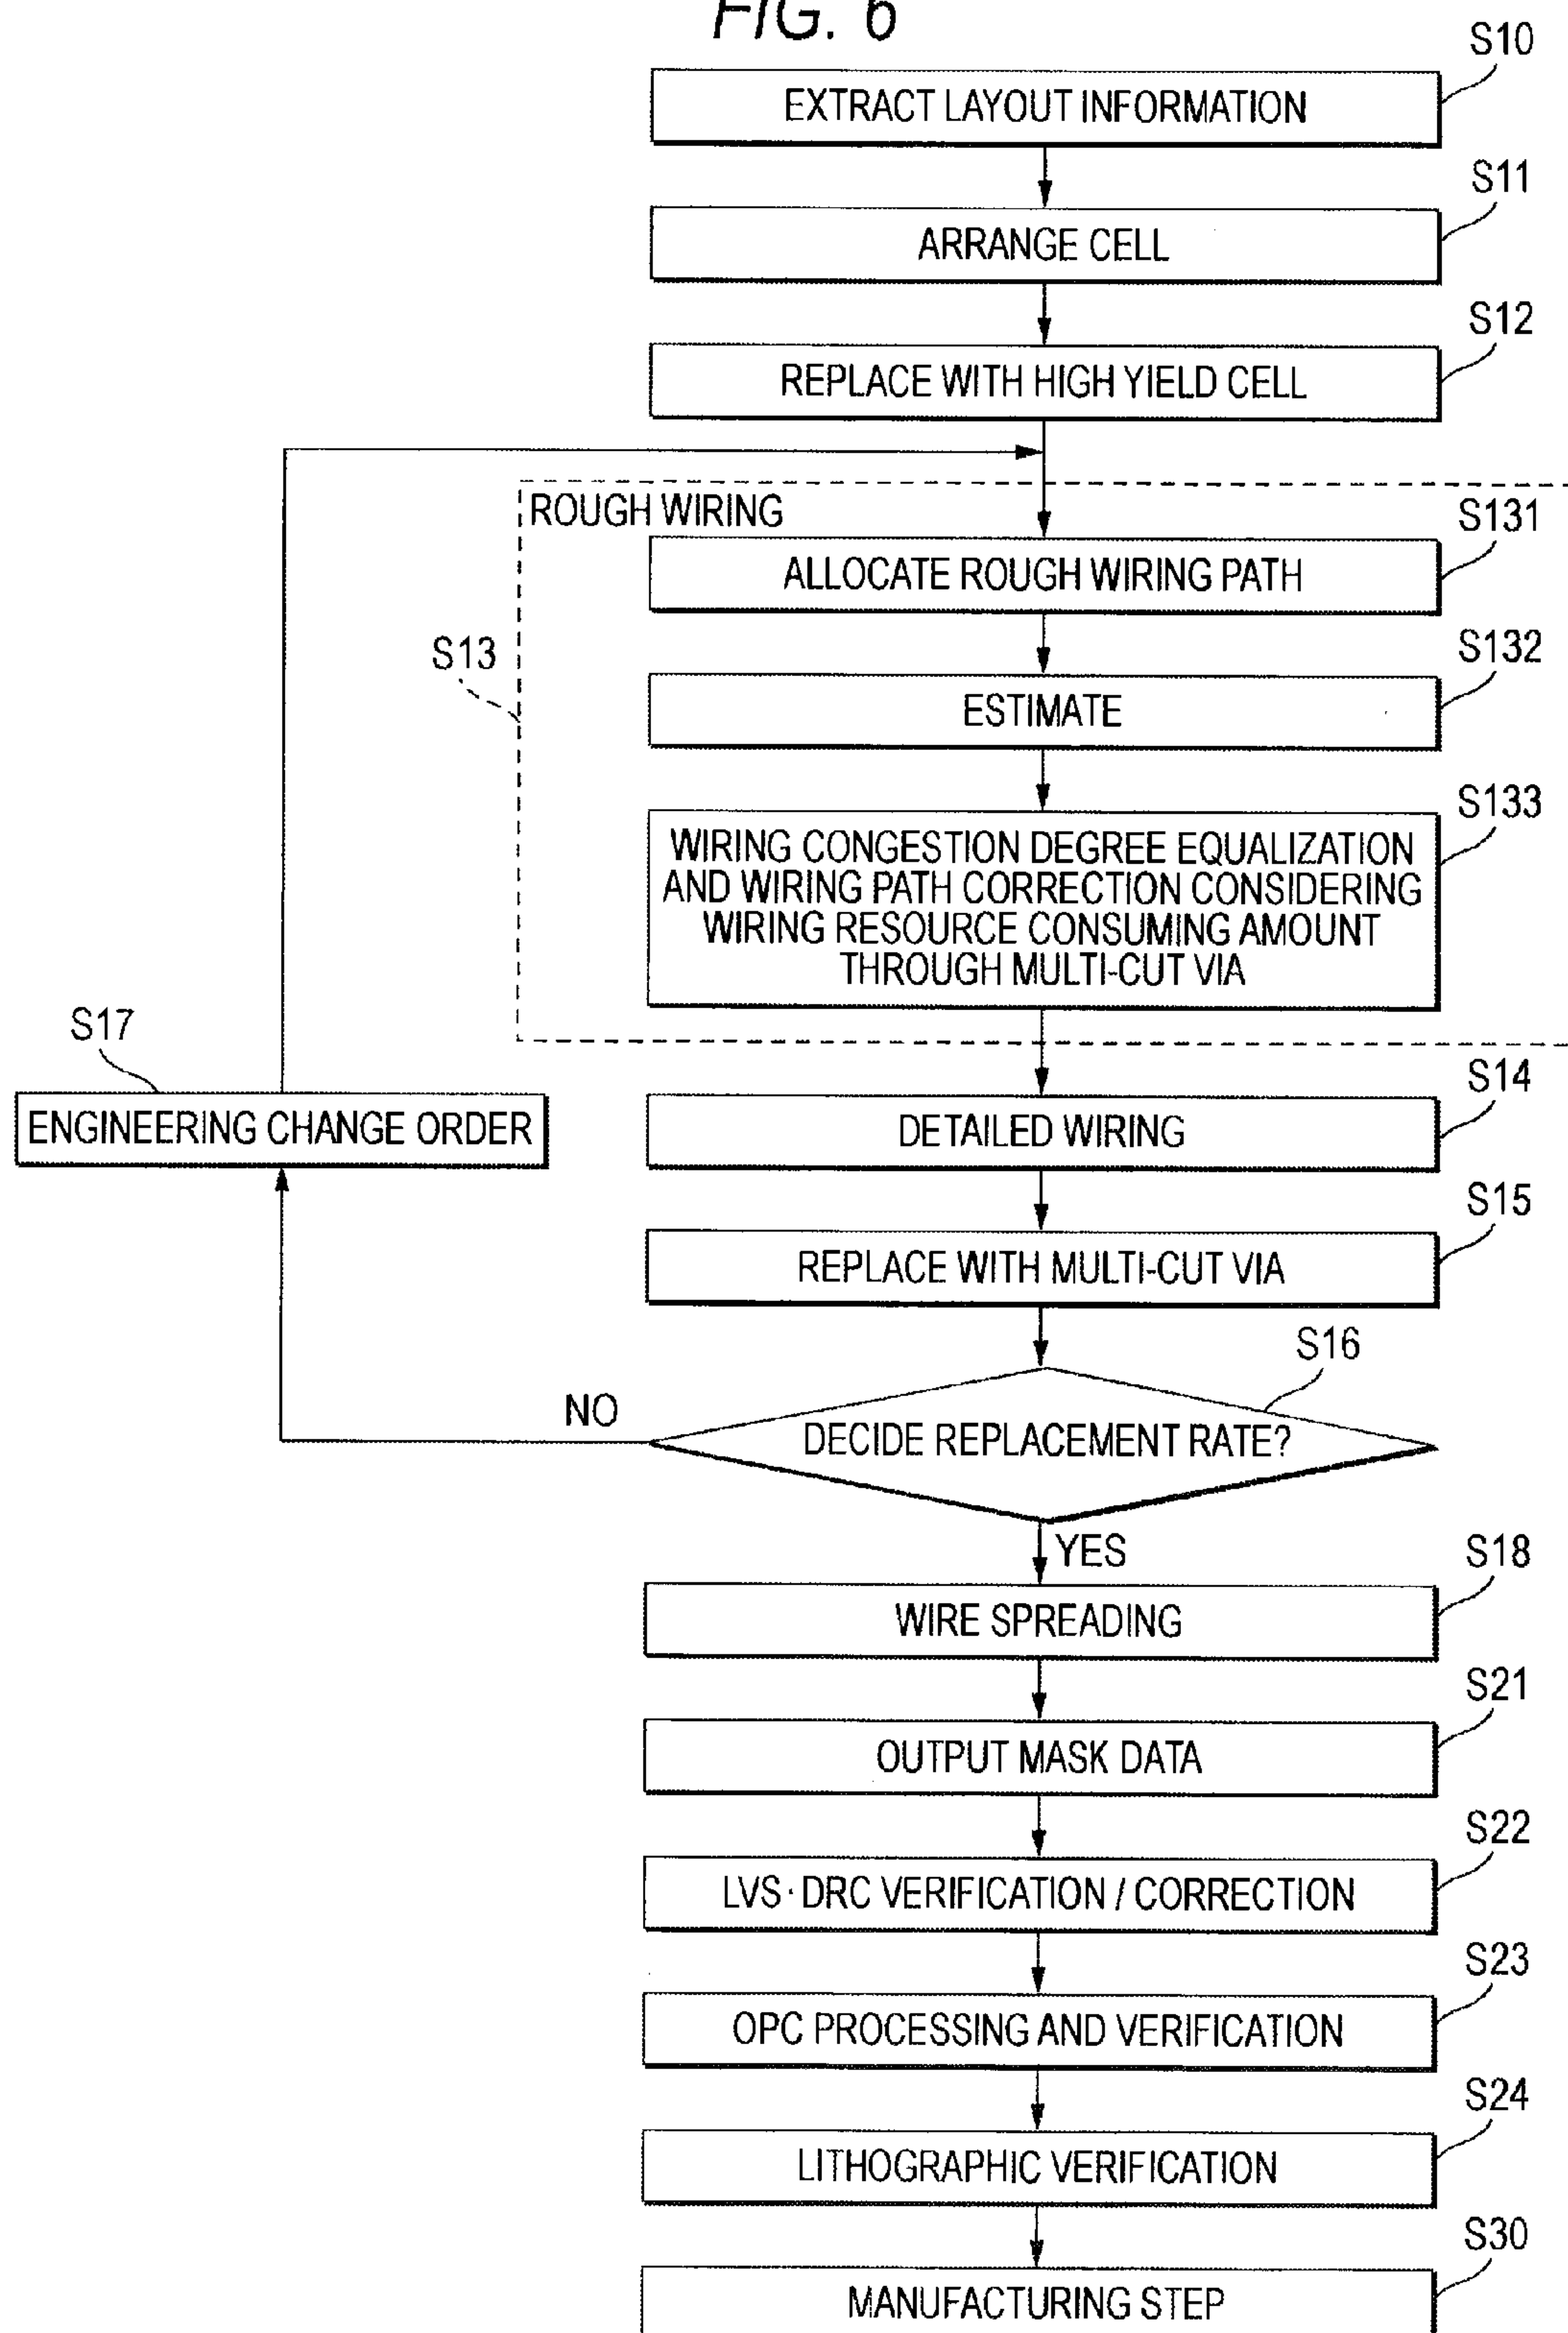 FIG. 6
S10
EXTRACT LAYOUT INFORMATION
S11
ARRANGE CELL
S12
REPLACE WITH HIGH YIELD CELL
ROUGH WIRING
S131
ALLOCATE ROUGH WIRING PATH
S13
S132
ESTIMATE
S133
WIRING CONGESTION DEGREE EQUALIZATION
AND WIRING PATH CORRECTION CONSIDERING
WIRING RESOURCE CONSUMING AMOUNT
THROUGH MULTI-CUT VIA
S17
ENGINEERING CHANGE ORDER
S14
DETAILED WIRING
S15
REPLACE WITH MULTI-CUT VIA
S16
NO
DECIDE REPLACEMENT RATE?
YES
S18
WIRE SPREADING
S21
OUTPUT MASK DATA
S22
LVS·DRC VERIFICATION / CORRECTION
S23
OPC PROCESSING AND VERIFICATION
S24
LITHOGRAPHIC VERIFICATION
S30
MANUFACTURING STEP